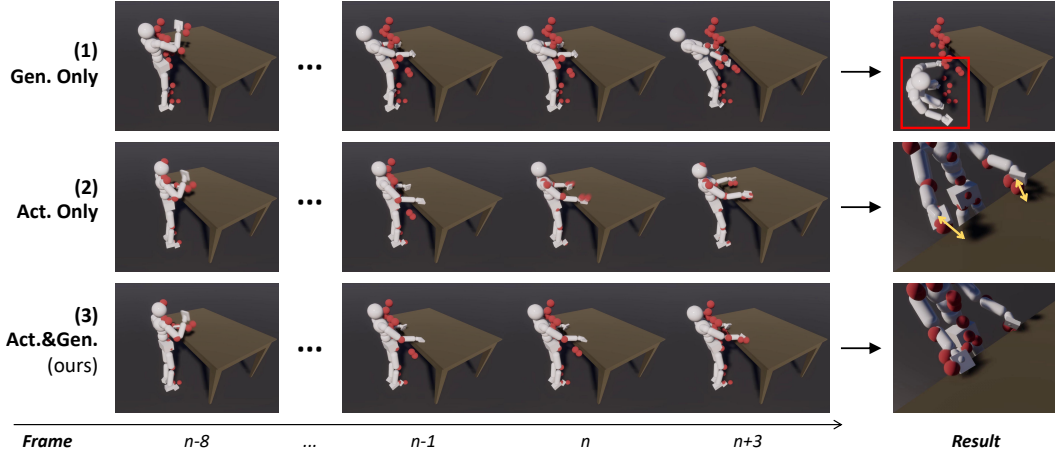 (1)
Gen. Only
...
(2)
Act. Only
...
(3)
Act.&Gen.
(ours)
...
Frame n-8 ... n-1 n n+3 Result